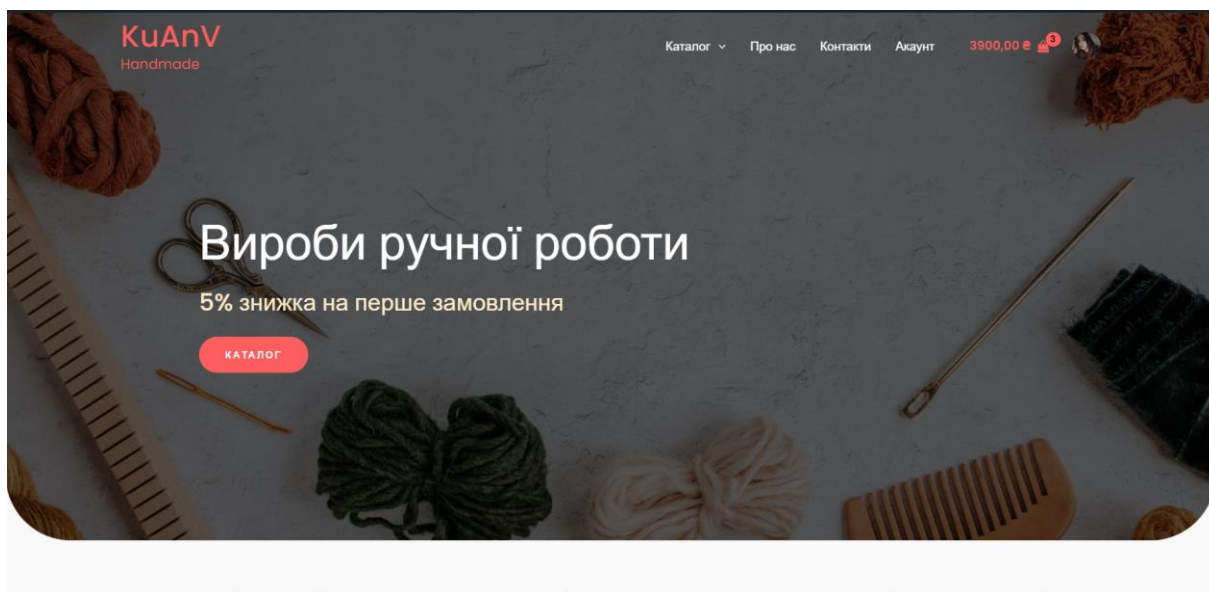 KuAnV
Handmade
Каталог Про нас Контакти Акаунт 3900,00 ₴ 3
Вироби ручної роботи
5% знижка на перше замовлення
КАТАЛОГ